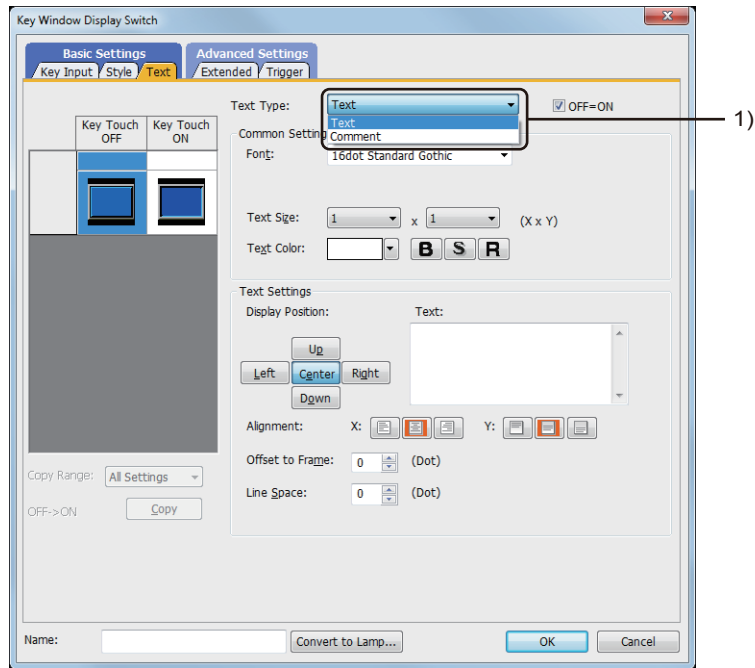 Key Window Display Switch
Basic Settings Advanced Settings
Key Input Style Text Extended Trigger
Text Type: Text OFF=ON
Text
Comment
1)
Key Touch OFF Key Touch ON
Common Setting
Font: 16dot Standard Gothic
Text Size: 1 x 1 (X x Y)
Text Color: B S R
Text Settings
Display Position: Text:
Up
Left Center Right
Down
Alignment: X: Y:
Offset to Frame: 0 (Dot)
Line Space: 0 (Dot)
Copy Range: All Settings
OFF->ON Copy
Name: Convert to Lamp... OK Cancel